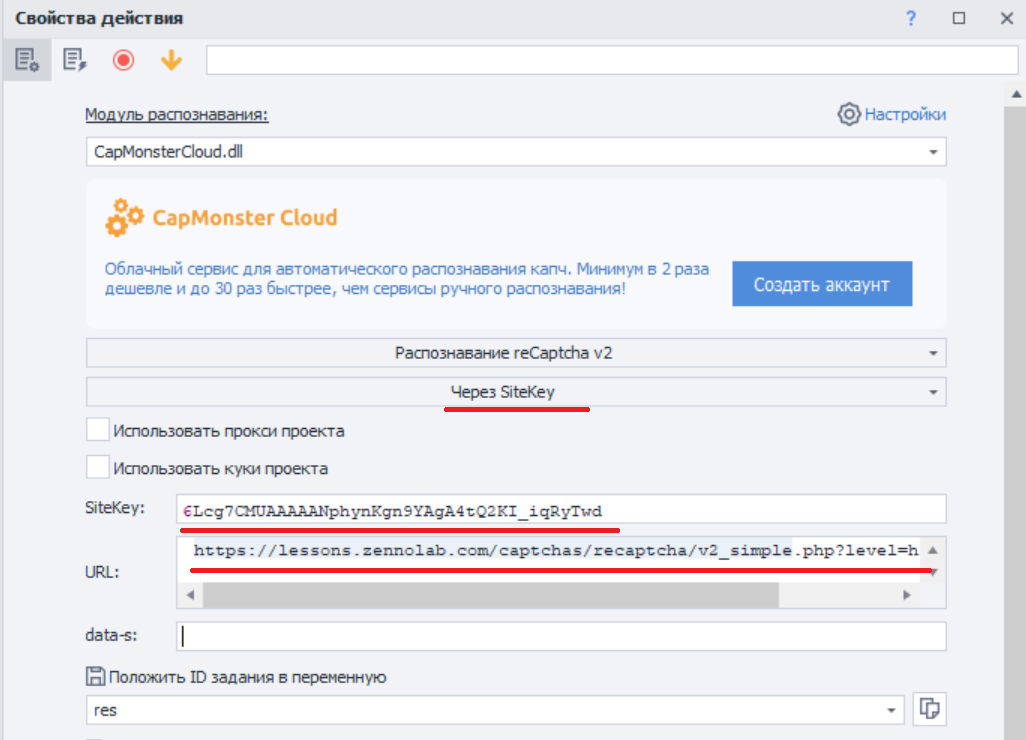 Свойства действия
?
Модуль распознавания:
Настройки
CapMonsterCloud.dll
CapMonster Cloud
Облачный сервис для автоматического распознавания капч. Минимум в 2 раза
дешевле и до 30 раз быстрее, чем сервисы ручного распознавания!
Создать аккаунт
Распознавание reCaptcha v2
Через SiteKey
Использовать прокси проекта
Использовать куки проекта
SiteKey:
6Lcg7CMUAAAAANphynKgn9YAgA4tQ2KI_iqRyTwd
URL:
https://lessons.zennolab.com/captchas/recaptcha/v2_simple.php?level=h
data-s:
Положить ID задания в переменную
res